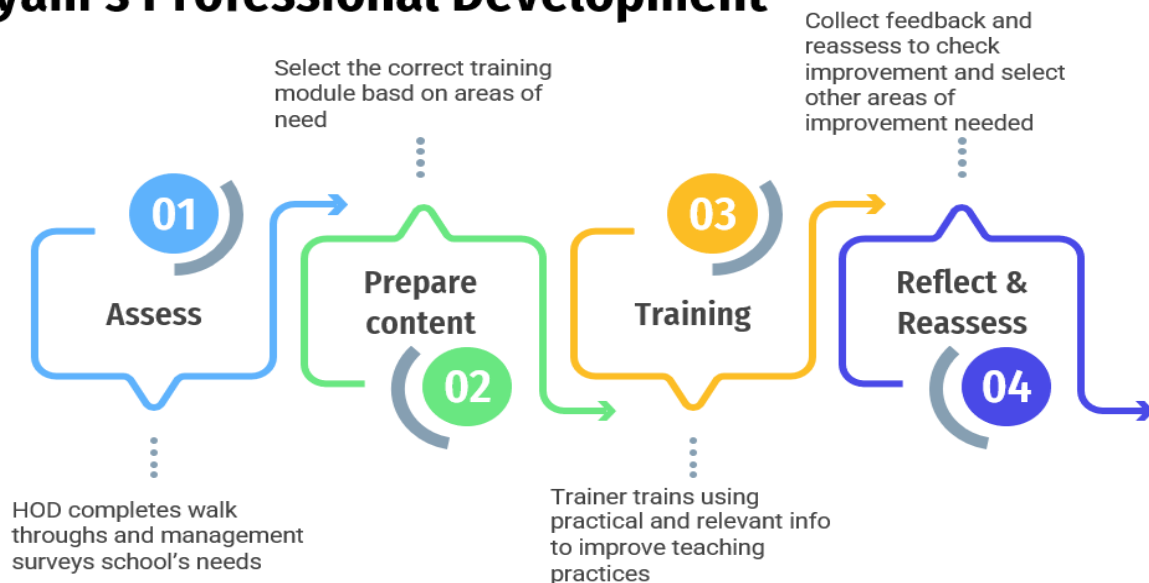 Professional Development
Collect feedback and
reassess to check
improvement and select
other areas of
improvement needed
Select the correct training
module basd on areas of
need
01
Assess
Prepare
content
02
03
Training
Reflect &
Reassess
04
HOD completes walk
throughs and management
surveys school's needs
Trainer trains using
practical and relevant info
to improve teaching
practices